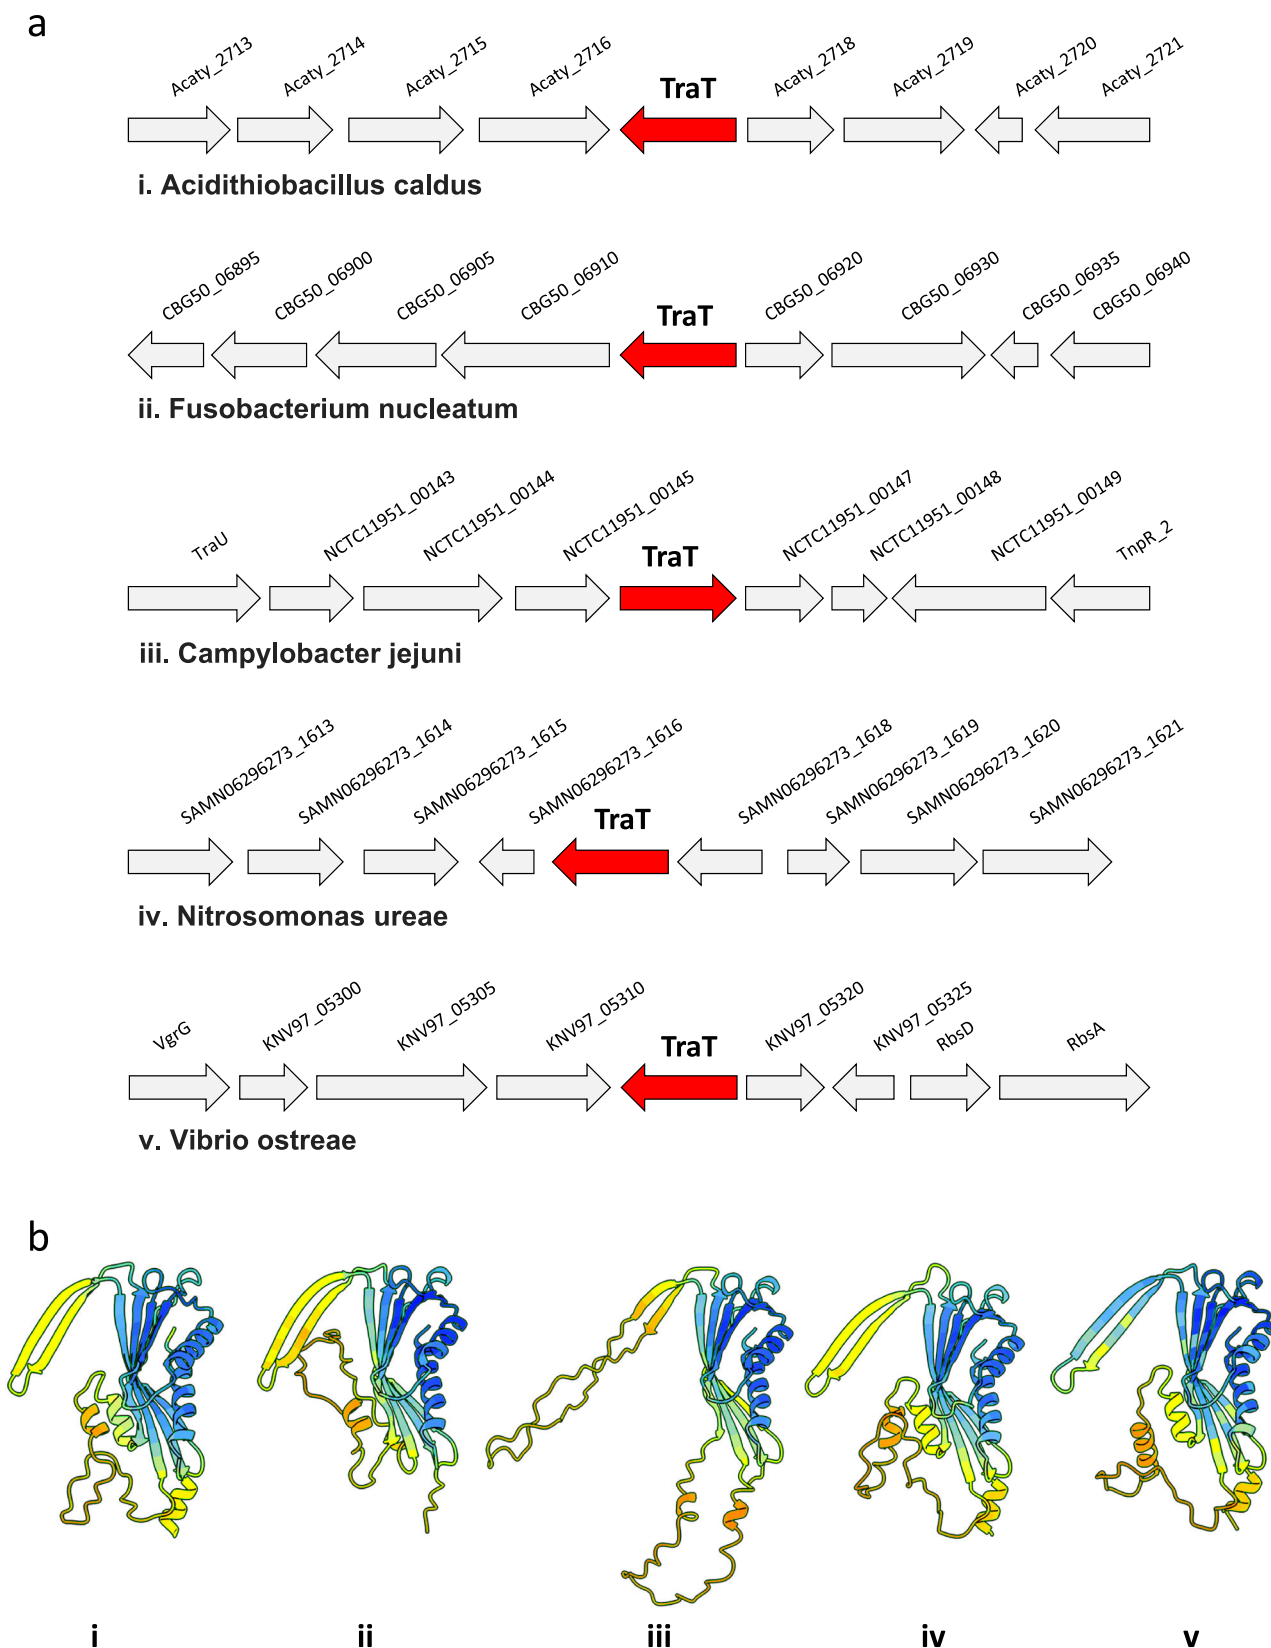 a
Acaty_2713 Acaty_2714 Acaty_2715 Acaty_2716 TraT Acaty_2718 Acaty_2719 Acaty_2720 Acaty_2721
i. Acidithiobacillus caldus
CBG50_06895 CBG50_06900 CBG50_06905 CBG50_06910 TraT CBG50_06920 CBG50_06930 CBG50_06935 CBG50_06940
ii. Fusobacterium nucleatum
TraU NCTC11951_00143 NCTC11951_00144 NCTC11951_00145 TraT NCTC11951_00147 NCTC11951_00148 NCTC11951_00149 TnpR_2
iii. Campylobacter jejuni
SAMN06296273_1613 SAMN06296273_1614 SAMN06296273_1615 SAMN06296273_1616 TraT SAMN06296273_1618 SAMN06296273_1619 SAMN06296273_1620 SAMN06296273_1621
iv. Nitrosomonas ureae
VgrG KNV97_05300 KNV97_05305 KNV97_05310 TraT KNV97_05320 KNV97_05325 RbsD RbsA
v. Vibrio ostreae
b
i ii iii iv v